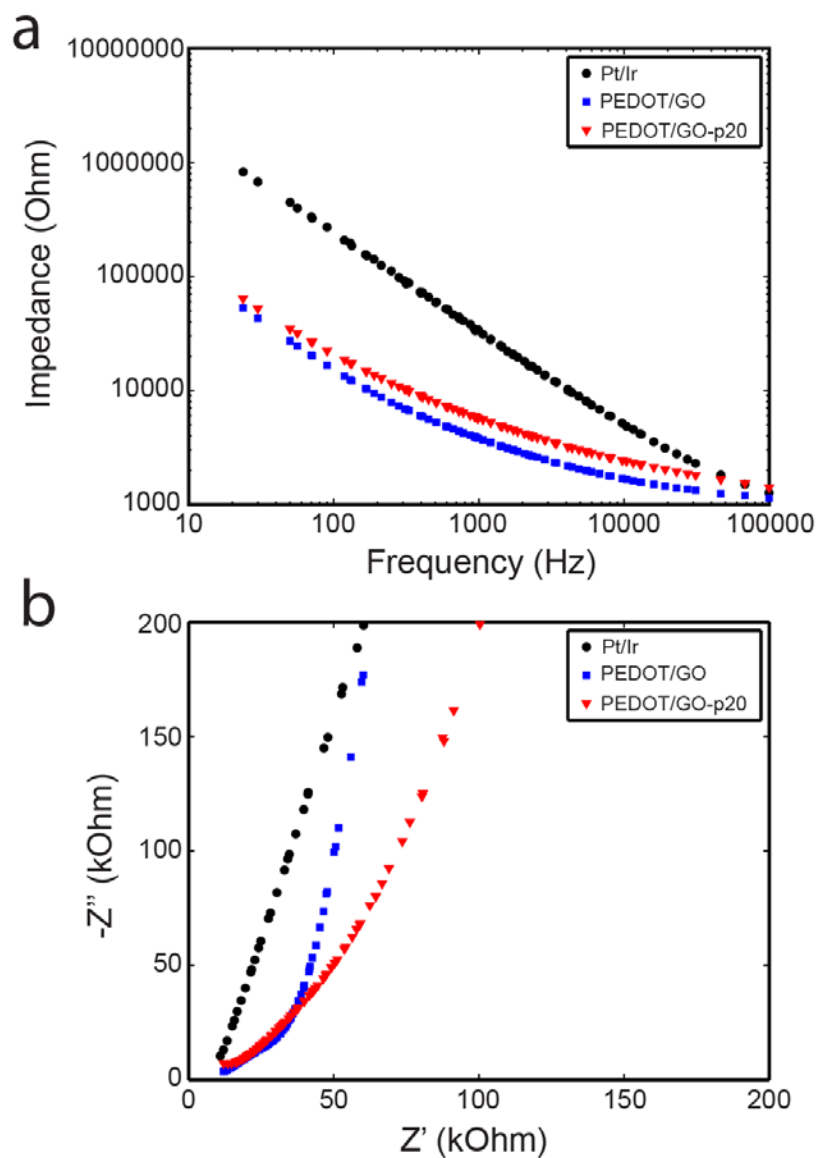 a
10000000
1000000
100000
10000
1000
Impedance (Ohm)
Pt/Ir
PEDOT/GO
PEDOT/GO-p20
10 100 1000 10000 100000
Frequency (Hz)
b
200
150
100
50
0
-Z'' (kOhm)
Pt/Ir
PEDOT/GO
PEDOT/GO-p20
0 50 100 150 200
Z' (kOhm)